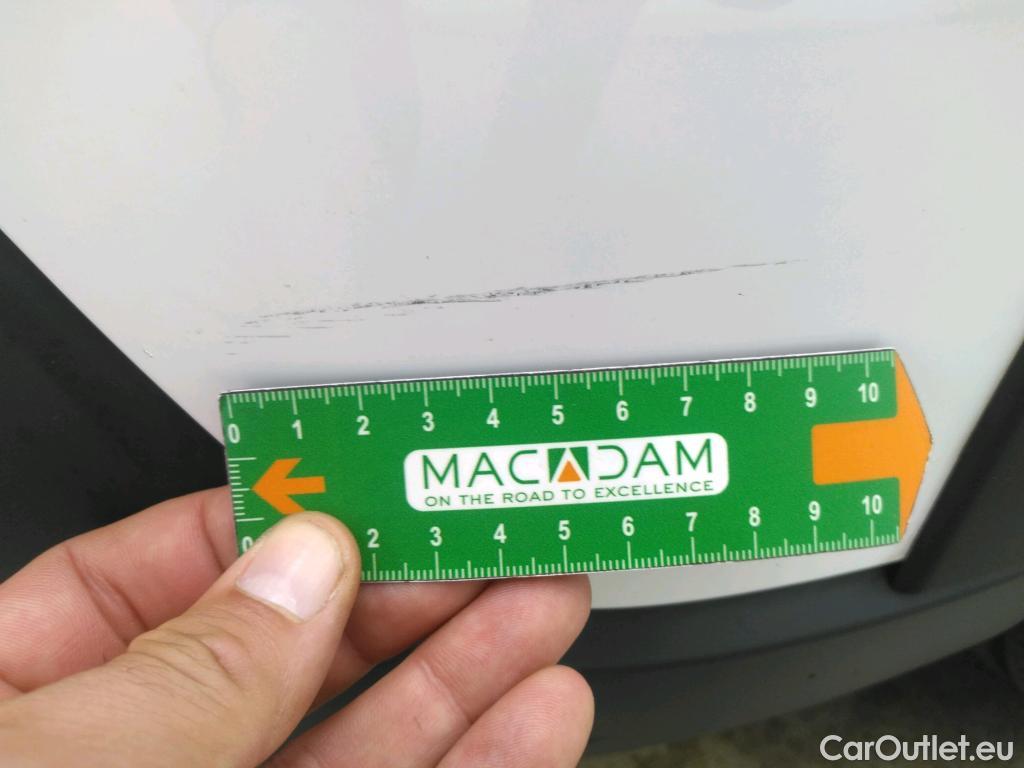 0 1 2 3 4 5 6 7 8 9 10
MACADAM
ON THE ROAD TO EXCELLENCE
0 2 3 4 5 6 7 8 9 10
CarOutlet.eu